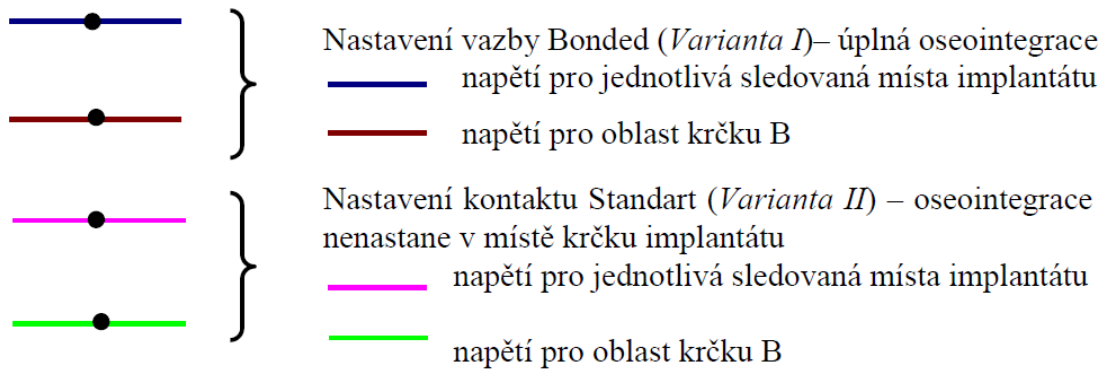 Nastavení vazby Bonded (Varianta I)– úplná oseointegrace
napětí pro jednotlivá sledovaná místa implantátu
napětí pro oblast krčku B
Nastavení kontaktu Standart (Varianta II) – oseointegrace
nenastane v místě krčku implantátu
napětí pro jednotlivá sledovaná místa implantátu
napětí pro oblast krčku B